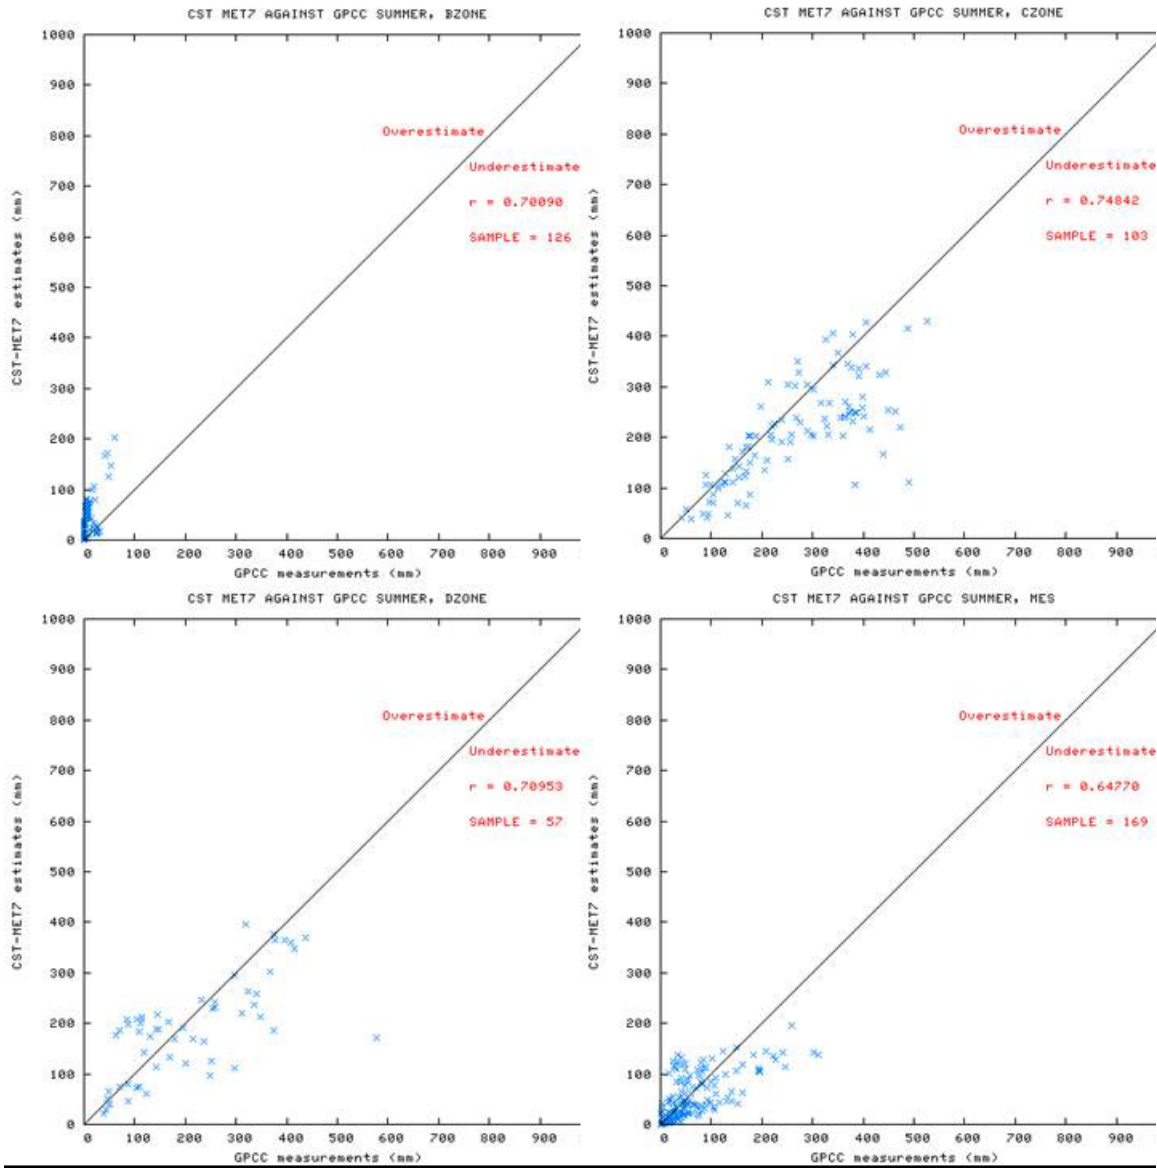 CST MET7 AGAINST GPCC SUMMER, BZONE
1000
900
800
700
600
500
400
300
200
100
0
CST-MET7 estimates (mm)
Overestimate
Underestimate
r = 0.70090
SAMPLE = 126
0 100 200 300 400 500 600 700 800 900
GPCC measurements (mm)
CST MET7 AGAINST GPCC SUMMER, CZONE
1000
900
800
700
600
500
400
300
200
100
0
CST-MET7 estimates (mm)
Overestimate
Underestimate
r = 0.74842
SAMPLE = 103
0 100 200 300 400 500 600 700 800 900
GPCC measurements (mm)
CST MET7 AGAINST GPCC SUMMER, DZONE
1000
900
800
700
600
500
400
300
200
100
0
CST-MET7 estimates (mm)
Overestimate
Underestimate
r = 0.70953
SAMPLE = 57
0 100 200 300 400 500 600 700 800 900
GPCC measurements (mm)
CST MET7 AGAINST GPCC SUMMER, MES
1000
900
800
700
600
500
400
300
200
100
0
CST-MET7 estimates (mm)
Overestimate
Underestimate
r = 0.64770
SAMPLE = 169
0 100 200 300 400 500 600 700 800 900
GPCC measurements (mm)